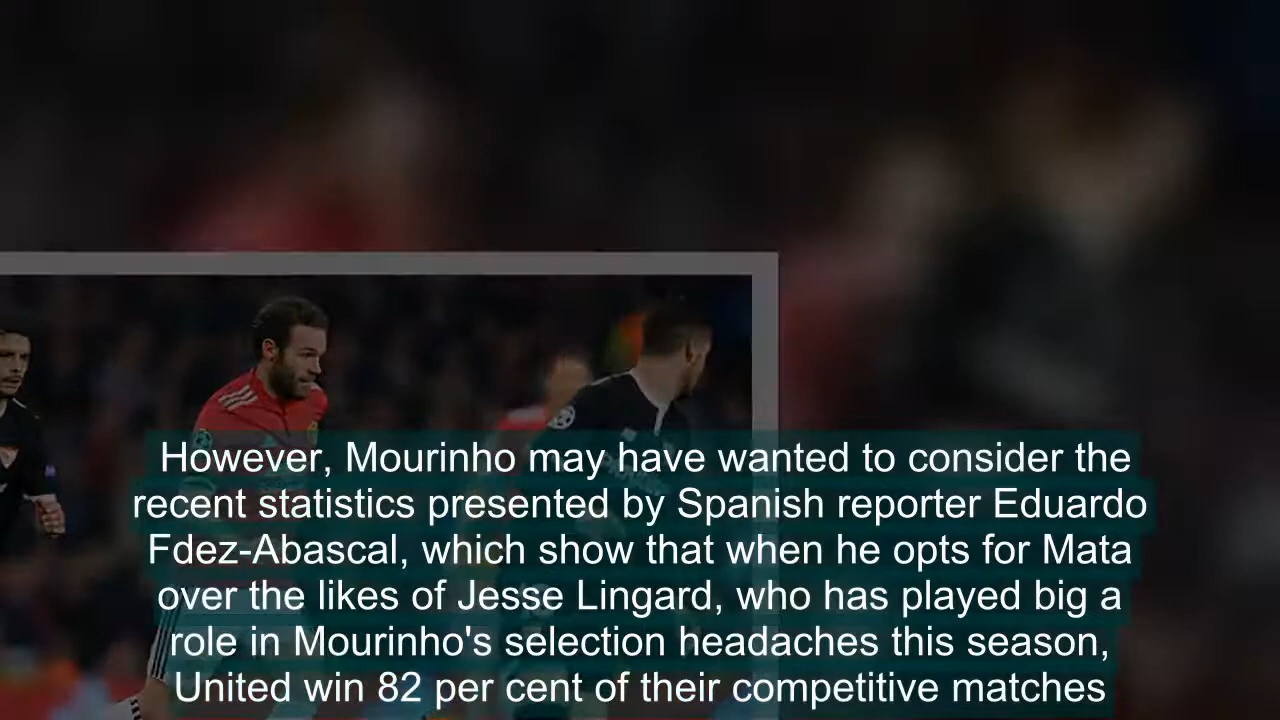 However, Mourinho may have wanted to consider the
recent statistics presented by Spanish reporter Eduardo
Fdez-Abascal, which show that when he opts for Mata
over the likes of Jesse Lingard, who has played big a
role in Mourinho's selection headaches this season,
United win 82 per cent of their competitive matches